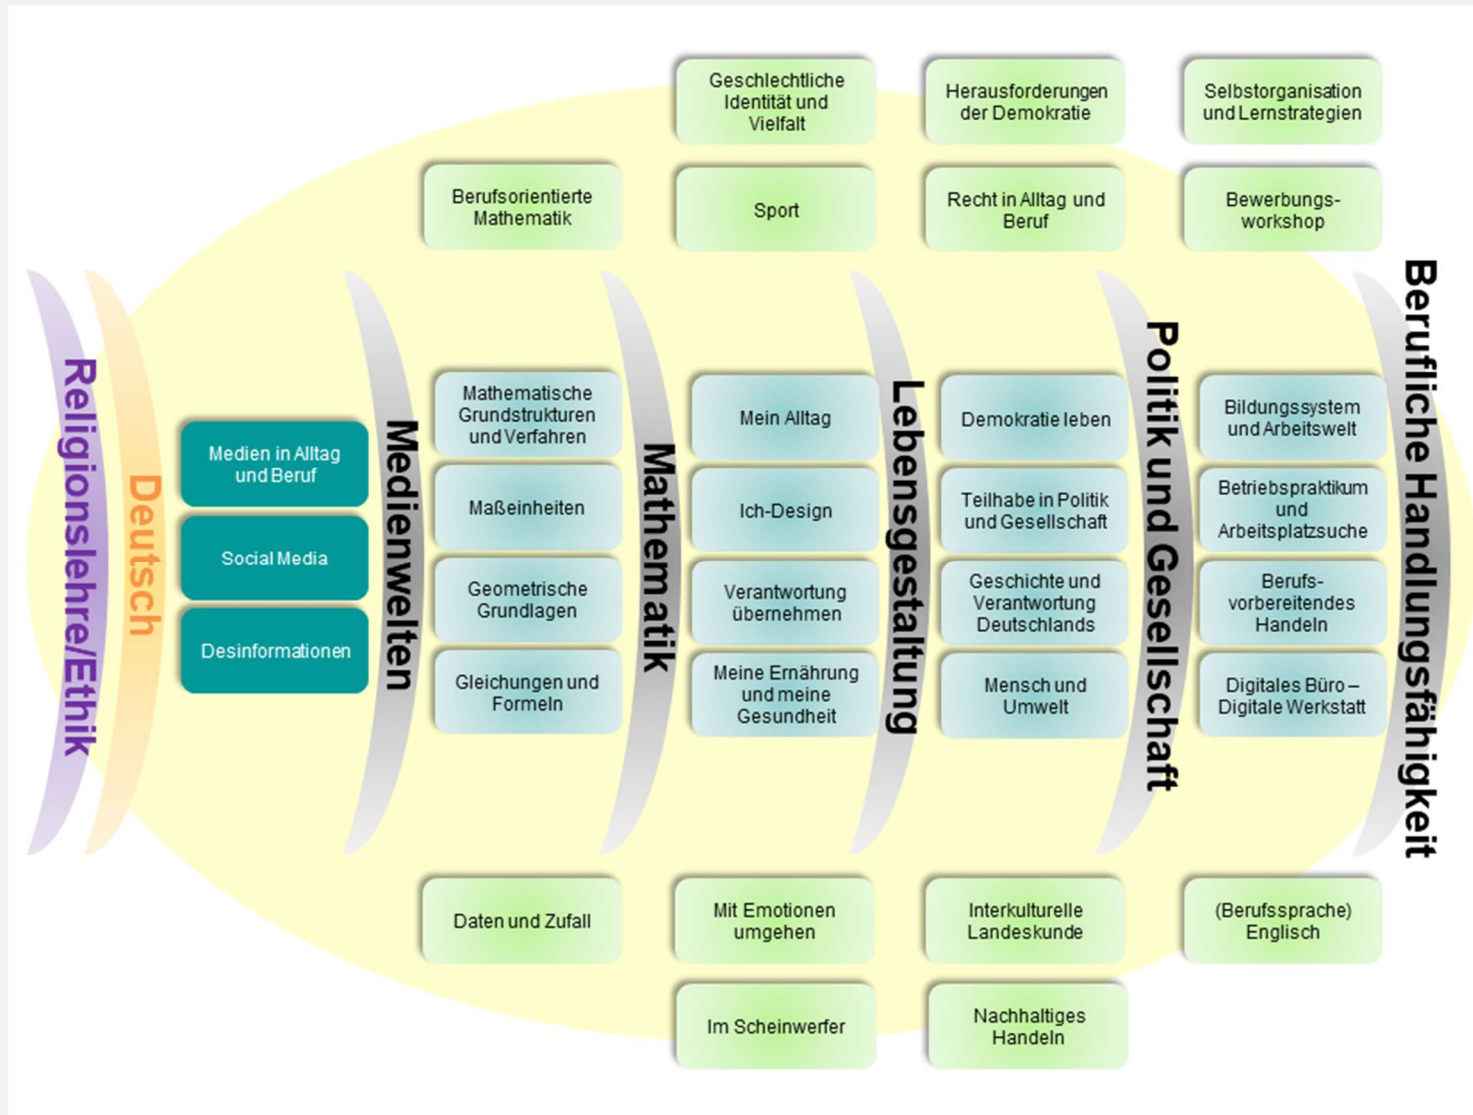 Geschlechtliche
Identität und
Vielfalt
Herausforderungen
der Demokratie
Selbstorganisation
und Lernstrategien
Berufsorientierte
Mathematik
Sport
Recht in Alltag und
Beruf
Bewerbungs-
workshop
Religionslehre/Ethik
Deutsch
Medien in Alltag
und Beruf
Social Media
Desinformationen
Medienwelten
Mathematische
Grundstrukturen
und Verfahren
Maßeinheiten
Geometrische
Grundlagen
Gleichungen und
Formeln
Mathematik
Mein Alltag
Ich-Design
Verantwortung
übernehmen
Meine Ernährung
und meine
Gesundheit
Lebensgestaltung
Demokratie leben
Teilhabe in Politik
und Gesellschaft
Geschichte und
Verantwortung
Deutschlands
Mensch und
Umwelt
Politik und Gesellschaft
Bildungssystem
und Arbeitswelt
Betriebspraktikum
und
Arbeitsplatzsuche
Berufs-
vorbereitendes
Handeln
Digitales Büro –
Digitale Werkstatt
Berufliche Handlungsfähigkeit
Daten und Zufall
Mit Emotionen
umgehen
Interkulturelle
Landeskunde
(Berufssprache)
Englisch
Im Scheinwerfer
Nachhaltiges
Handeln